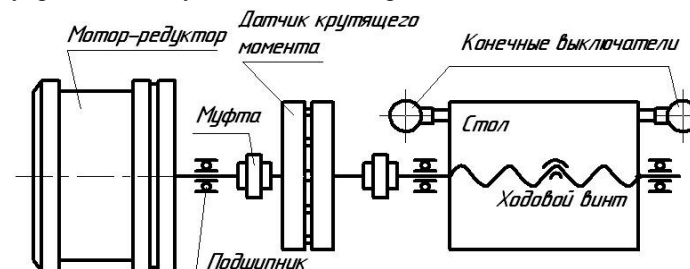 Мотор-редуктор
Датчик крутящего
момента
Конечные выключатели
Муфта
Стол
Ходовой винт
Подшипник